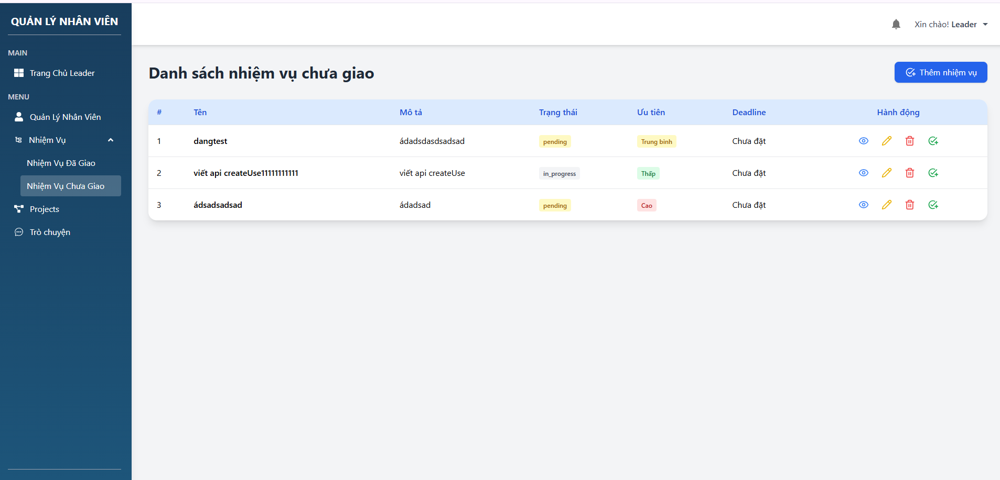 QUẢN LÝ NHÂN VIÊN
MAIN
Trang Chủ Leader
MENU
Quản Lý Nhân Viên
Nhiệm Vụ
Nhiệm Vụ Đã Giao
Nhiệm Vụ Chưa Giao
Projects
Trò chuyện
Xin chào! Leader
Danh sách nhiệm vụ chưa giao
Thêm nhiệm vụ
# Tên Mô tả Trạng thái Ưu tiên Deadline Hành động
1 dangtest ádadsdasdsadsad pending Trung bình Chưa đặt
2 viết api createUse11111111111 viết api createUse in_progress Thấp Chưa đặt
3 ádsadsadsad ádadsad pending Cao Chưa đặt